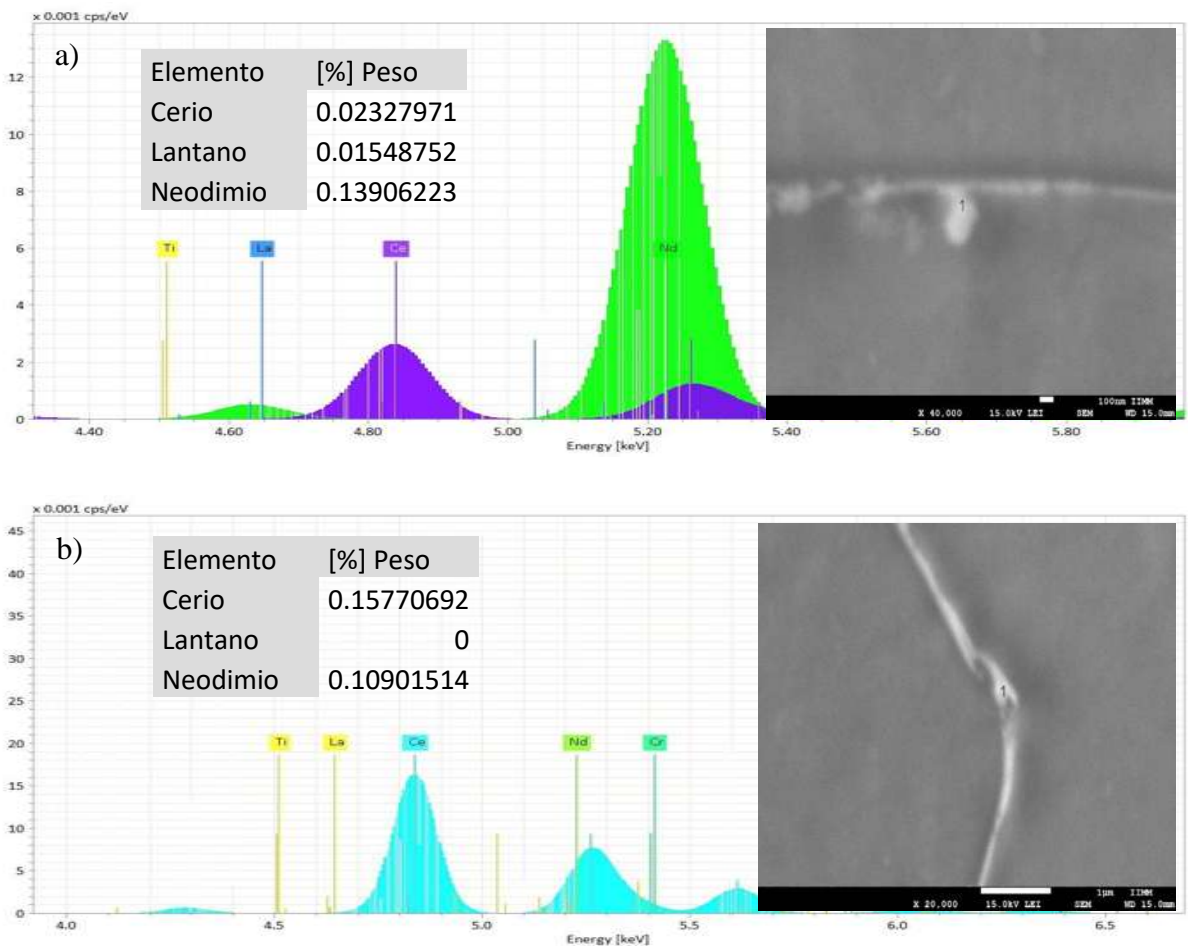 x 0.001 cps/eV
a)
Elemento [%] Peso
Cerio 0.02327971
Lantano 0.01548752
Neodimio 0.13906223
12
10
8
6
4
2
0
Ti La Ce Nd
1
100nm IIMM
X 40,000 15.0kV LEI SEM WD 15.0mm
4.40 4.60 4.80 5.00 5.20 5.40 5.60 5.80
Energy [keV]
x 0.001 cps/eV
b)
Elemento [%] Peso
Cerio 0.15770692
Lantano 0
Neodimio 0.10901514
45
40
35
30
25
20
15
10
5
0
Ti La Ce Nd Cr
1
1μm IIMM
X 20,000 15.0kV LEI SEM WD 15.0mm
4.0 4.5 5.0 5.5 6.0 6.5
Energy [keV]